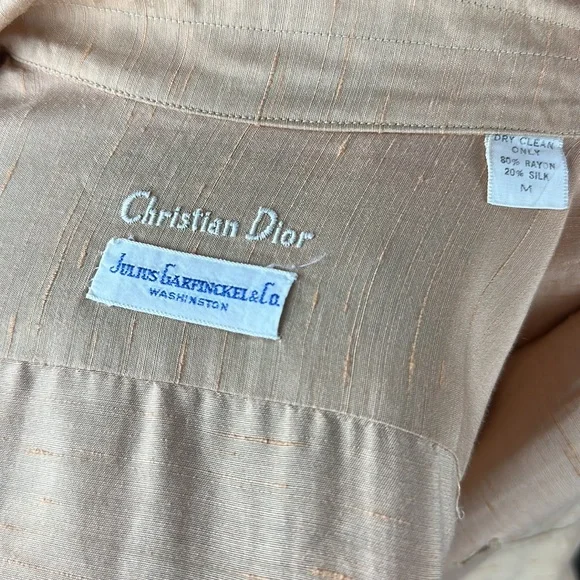 DRY CLEAN
ONLY
80% RAYON
20% SILK
M
Christian Dior
JULIUS GARFINCKEL & Co.
WASHINGTON